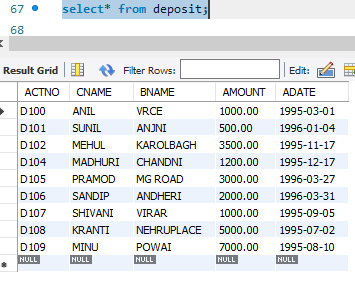 67 select* from deposit;
68
Result Grid Filter Rows: Edit:
ACTNO CNAME BNAME AMOUNT ADATE
D100 ANIL VRCE 1000.00 1995-03-01
D101 SUNIL ANJNI 500.00 1996-01-04
D102 MEHUL KAROLBAGH 3500.00 1995-11-17
D104 MADHURI CHANDNI 1200.00 1995-12-17
D105 PRAMOD MG ROAD 3000.00 1996-03-27
D106 SANDIP ANDHERI 2000.00 1996-03-31
D107 SHIVANI VIRAR 1000.00 1995-09-05
D108 KRANTI NEHRUPLACE 5000.00 1995-07-02
D109 MINU POWAI 7000.00 1995-08-10
NULL NULL NULL NULL NULL